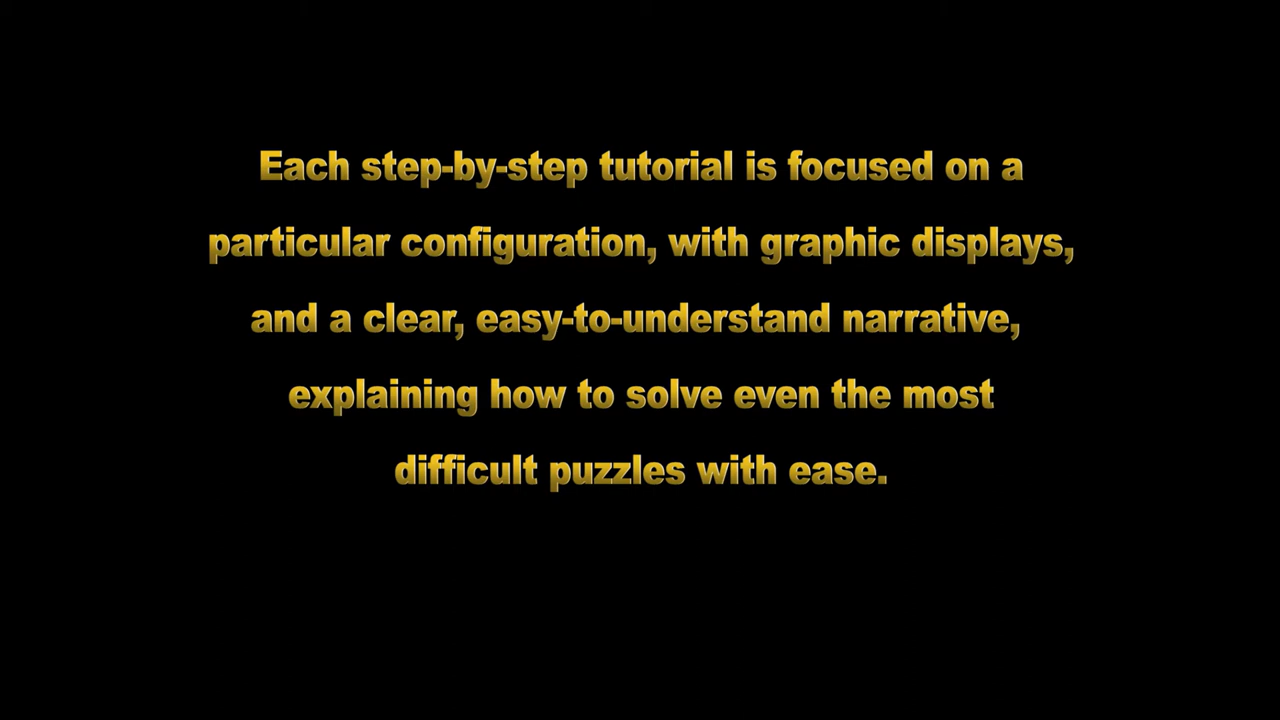 Each step-by-step tutorial is focused on a
particular configuration, with graphic displays,
and a clear, easy-to-understand narrative,
explaining how to solve even the most
difficult puzzles with ease.